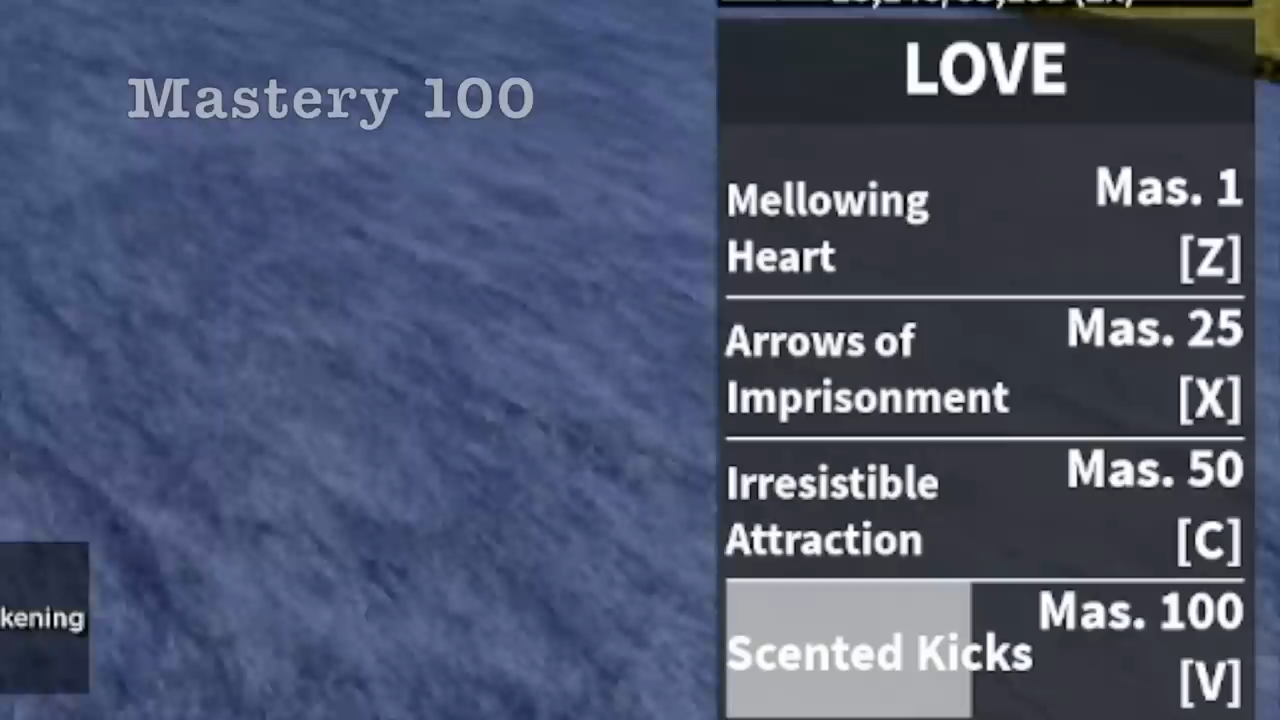 LOVE
Mastery 100
Mellowing
Heart
Mas. 1
[Z]
Arrows of
Imprisonment
Mas. 25
[X]
Irresistible
Attraction
Mas. 50
[C]
kening
Scented Kicks
Mas. 100
[V]